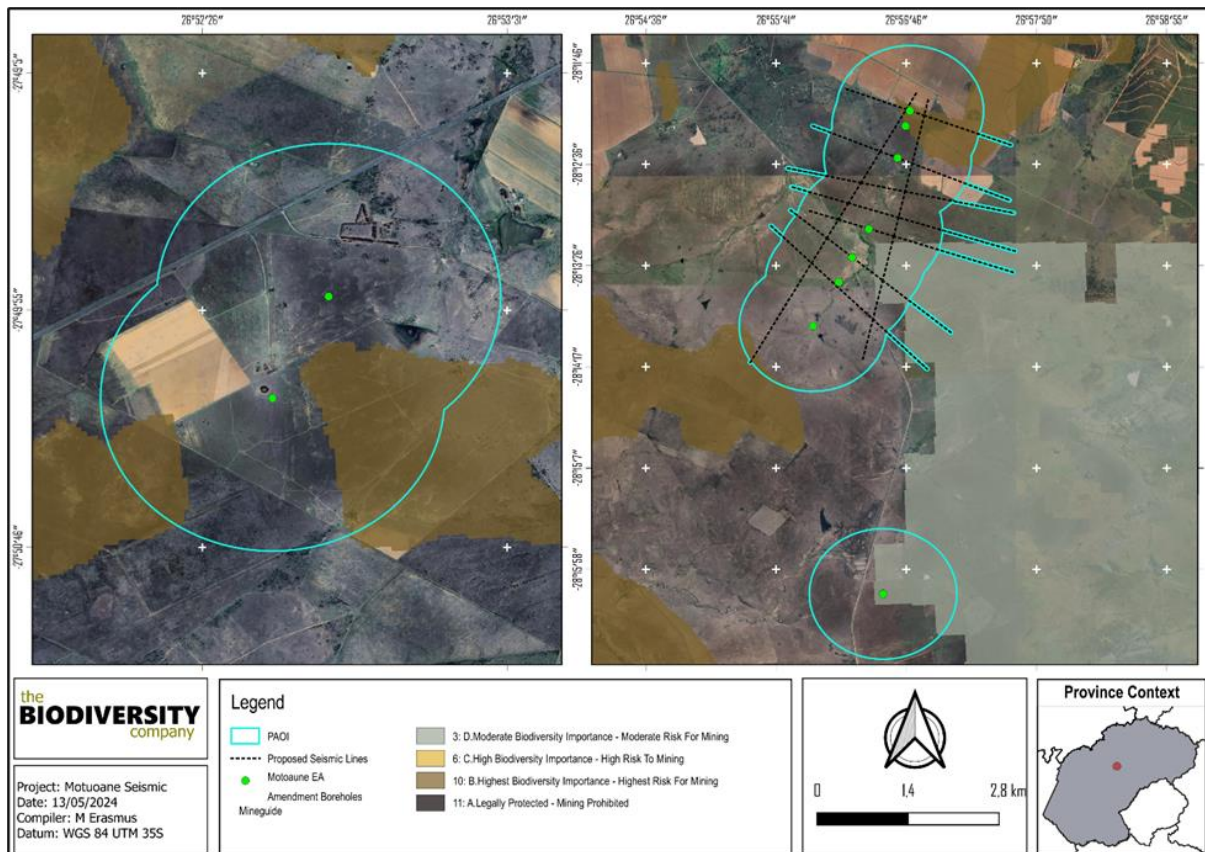 26°52'26" 26°53'31" 26°54'36" 26°55'41" 26°56'46" 26°57'50" 26°58'55"
-27°49'5"
-27°49'55"
-27°50'46"
-28°11'46"
-28°12'36"
-28°13'26"
-28°14'17"
-28°15'7"
-28°15'58"
the
BIODIVERSITY
company
Project: Motuoane Seismic
Date: 13/05/2024
Compiler: M Erasmus
Datum: WGS 84 UTM 35S
Legend
PAOI
Proposed Seismic Lines
Motoaune EA
Amendment Boreholes
Mineguide
3: D.Moderate Biodiversity Importance - Moderate Risk For Mining
6: C.High Biodiversity Importance - High Risk To Mining
10: B.Highest Biodiversity Importance - Highest Risk For Mining
11: A.Legally Protected - Mining Prohibited
0 1,4 2,8 km
Province Context